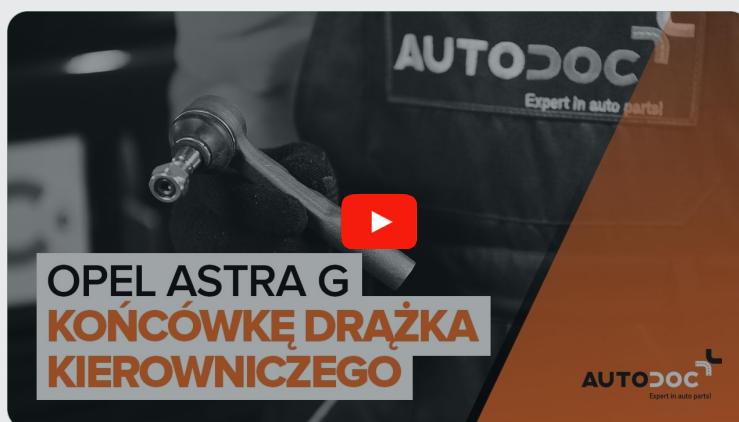 AUTODOC
Expert in auto parts!
OPEL ASTRA G
KOŃCÓWKĘ DRĄŻKA
KIEROWNICZEGO
AUTODOC
Expert in auto parts!